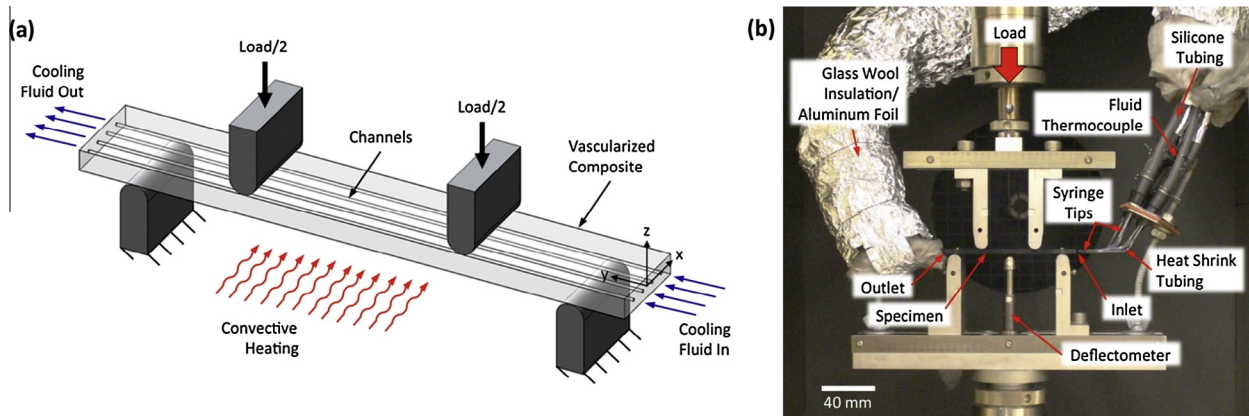 (a)
Load/2
Cooling
Fluid Out
Load/2
Channels
Vascularized
Composite
z
x
y
Convective
Heating
Cooling
Fluid In
(b)
Load
Silicone
Tubing
Glass Wool
Insulation/
Aluminum Foil
Fluid
Thermocouple
Syringe
Tips
Heat Shrink
Tubing
Outlet
Specimen
Inlet
Deflectometer
40 mm